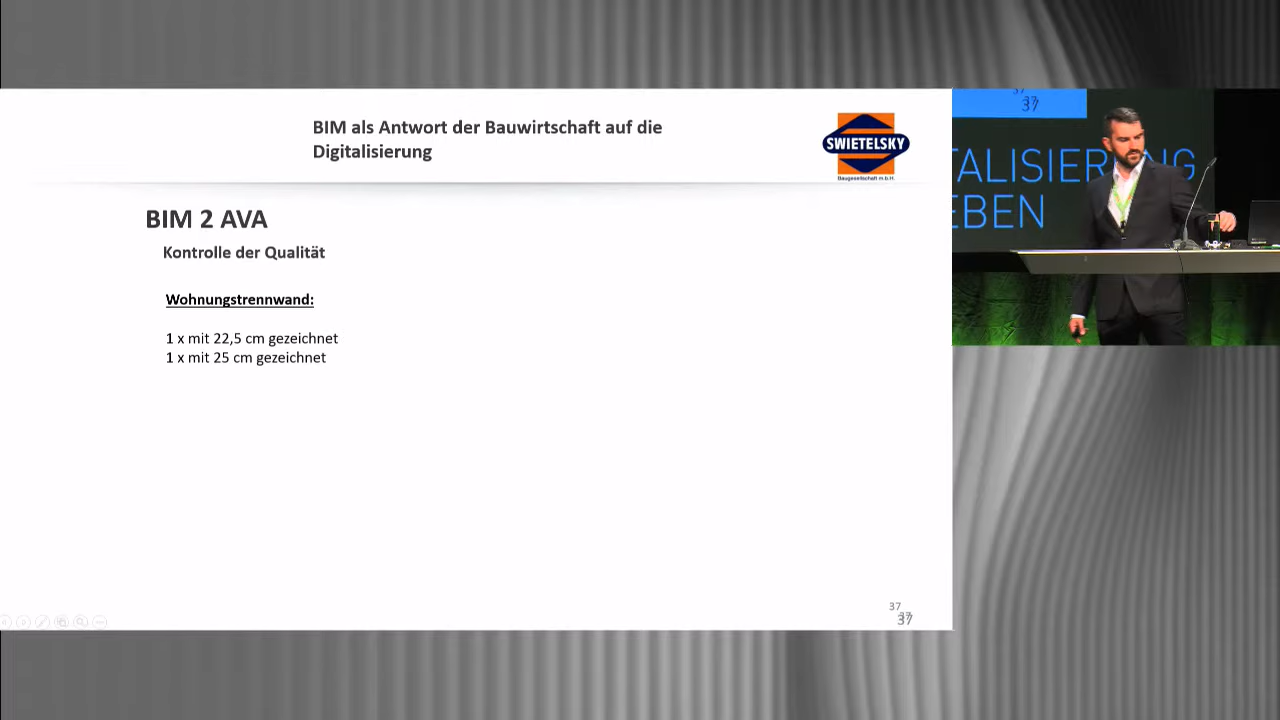 BIM als Antwort der Bauwirtschaft auf die
Digitalisierung
SWIETELSKY
Baugesellschaft m.b.H.
BIM 2 AVA
Kontrolle der Qualität
Wohnungstrennwand:
1 x mit 22,5 cm gezeichnet
1 x mit 25 cm gezeichnet
37
37
37
37
37
TALISIERUNG
EBEN